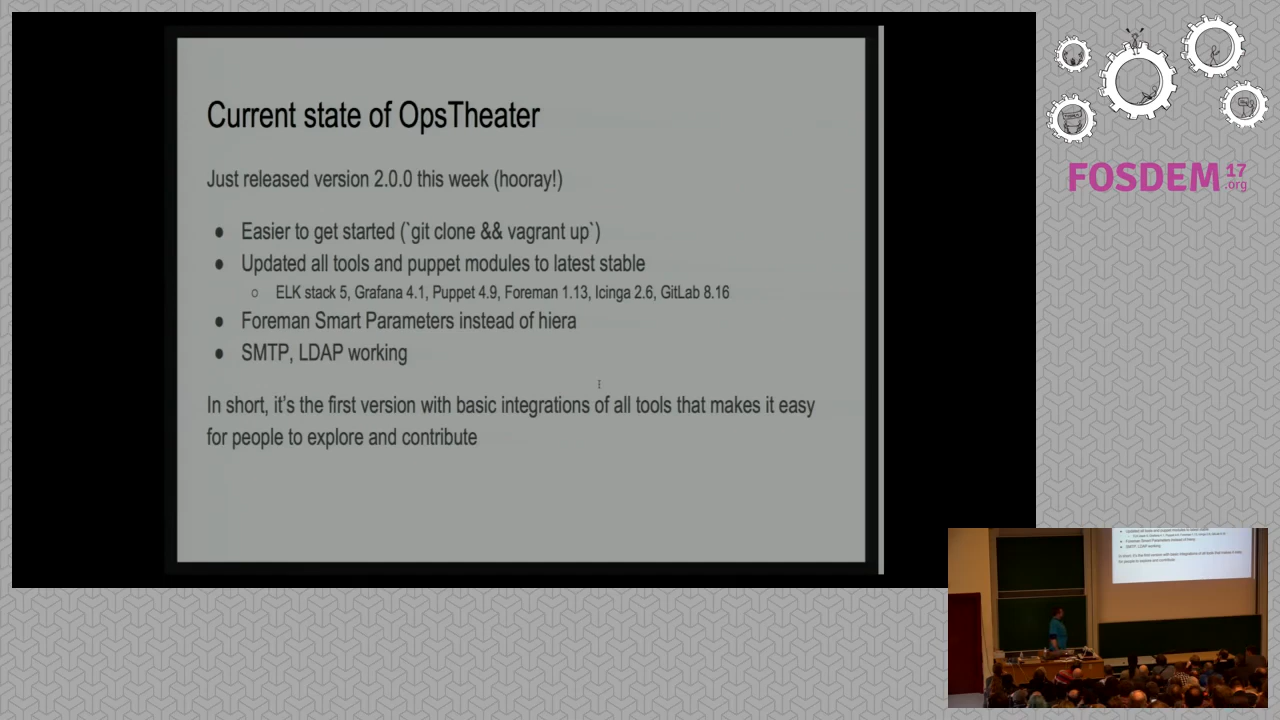 Current state of OpsTheater
Just released version 2.0.0 this week (hooray!)
● Easier to get started (`git clone && vagrant up`)
● Updated all tools and puppet modules to latest stable
○ ELK stack 5, Grafana 4.1, Puppet 4.9, Foreman 1.13, Icinga 2.6, GitLab 8.16
● Foreman Smart Parameters instead of hiera
● SMTP, LDAP working
In short, it's the first version with basic integrations of all tools that makes it easy
for people to explore and contribute
FOSDEM 17
.org